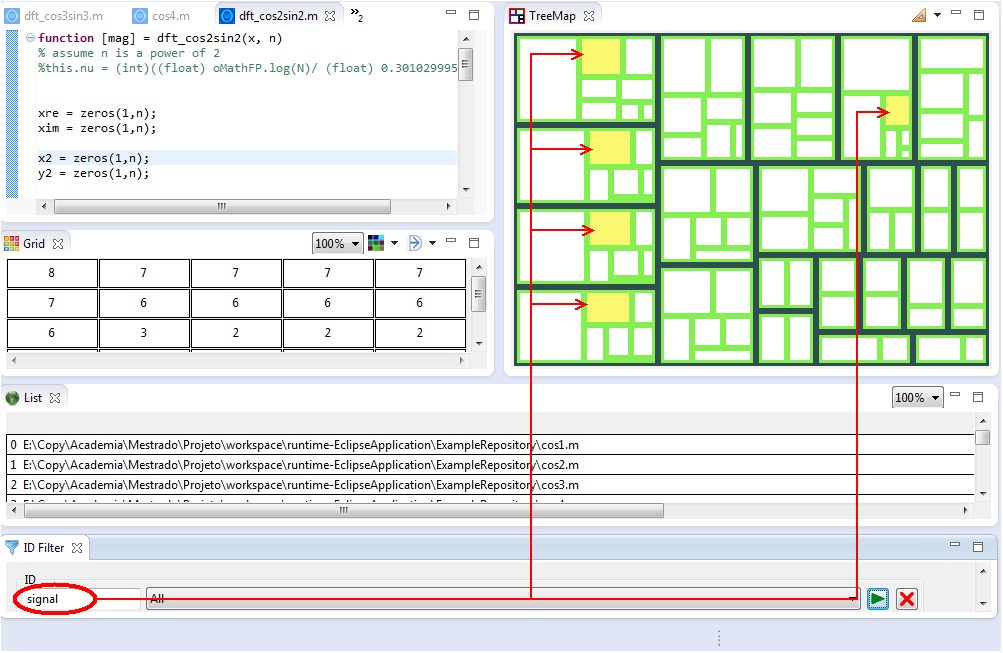 dft_cos3sin3.m cos4.m dft_cos2sin2.m »2
function [mag] = dft_cos2sin2(x, n)
% assume n is a power of 2
%this.nu = (int)((float) oMathFP.log(N)/ (float) 0.301029995
xre = zeros(1,n);
xim = zeros(1,n);
x2 = zeros(1,n);
y2 = zeros(1,n);
TreeMap
Grid 100%
8 7 7 7 7
7 6 6 6 6
6 3 2 2 2
List 100%
0 E:\Copy\Academia\Mestrado\Projeto\workspace\runtime-EclipseApplication\ExampleRepository\cos1.m
1 E:\Copy\Academia\Mestrado\Projeto\workspace\runtime-EclipseApplication\ExampleRepository\cos2.m
2 E:\Copy\Academia\Mestrado\Projeto\workspace\runtime-EclipseApplication\ExampleRepository\cos3.m
ID Filter
ID
signal All